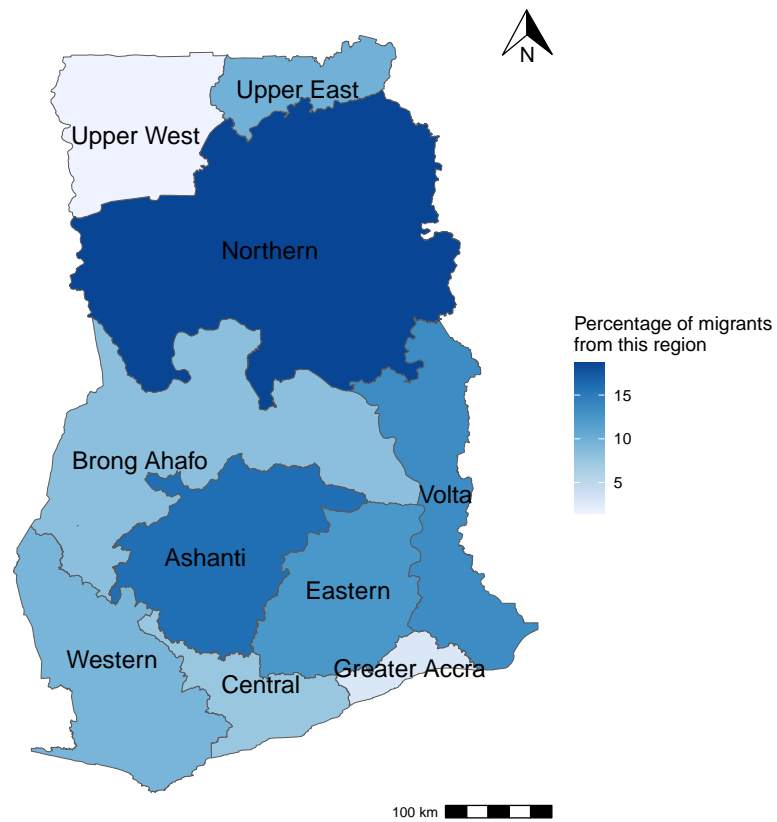 N
Upper East
Upper West
Northern
Percentage of migrants
from this region
15
10
5
Brong Ahafo
Volta
Ashanti
Eastern
Western
Greater Accra
Central
100 km